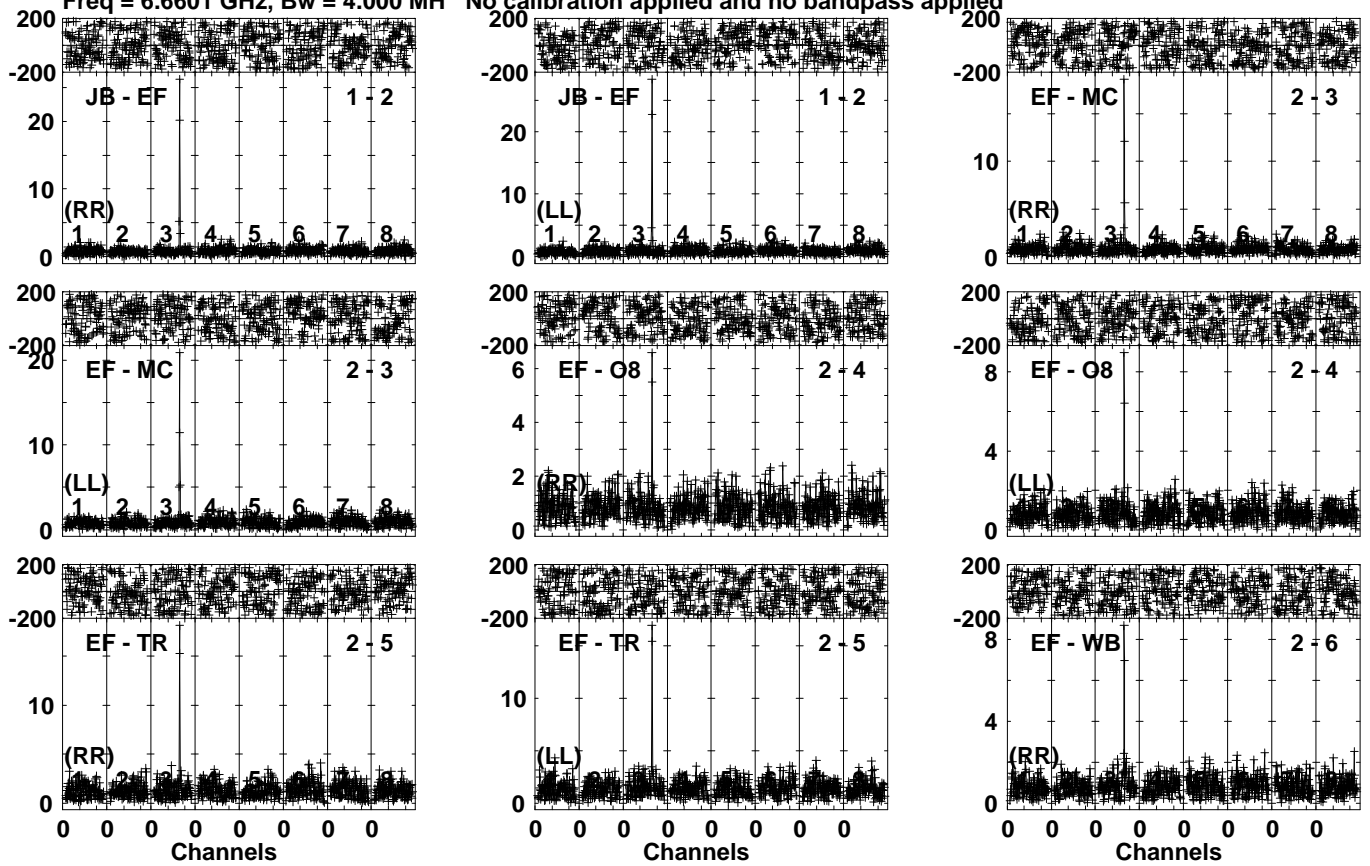 Freq = 6.6601 GHz, Bw = 4.000 MH No calibration applied and no bandpass applied
200 200 200
-200 -200 -200
JB - EF 1 - 2 JB - EF 1 - 2 EF - MC 2 - 3
20 20
10 10 10
(RR) (LL) (RR)
1 2 3 4 5 6 7 8 1 2 3 4 5 6 7 8 1 2 3 4 5 6 7 8
0 0 0
200 200 200
-200 -200 -200
20 EF - MC 2 - 3 6 EF - O8 2 - 4 8 EF - O8 2 - 4
10 4 4
(LL) 2 (RR) (LL)
1 2 3 4 5 6 7 8
0 0 0
200 200 200
-200 -200 -200
EF - TR 2 - 5 EF - TR 2 - 5 8 EF - WB 2 - 6
10 10 4
(RR) (LL) (RR)
0 0 0
0 0 0 0 0 0 0 0 0 0 0 0 0 0 0 0 0 0 0 0 0 0 0 0
Channels Channels Channels